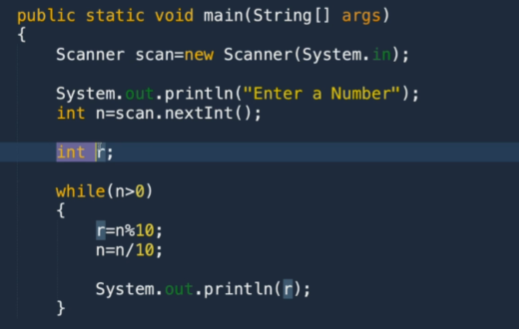 public static void main(String[] args)
{
Scanner scan=new Scanner(System.in);
System.out.println("Enter a Number");
int n=scan.nextInt();
int r;
while(n>0)
{
r=n%10;
n=n/10;
System.out.println(r);
}